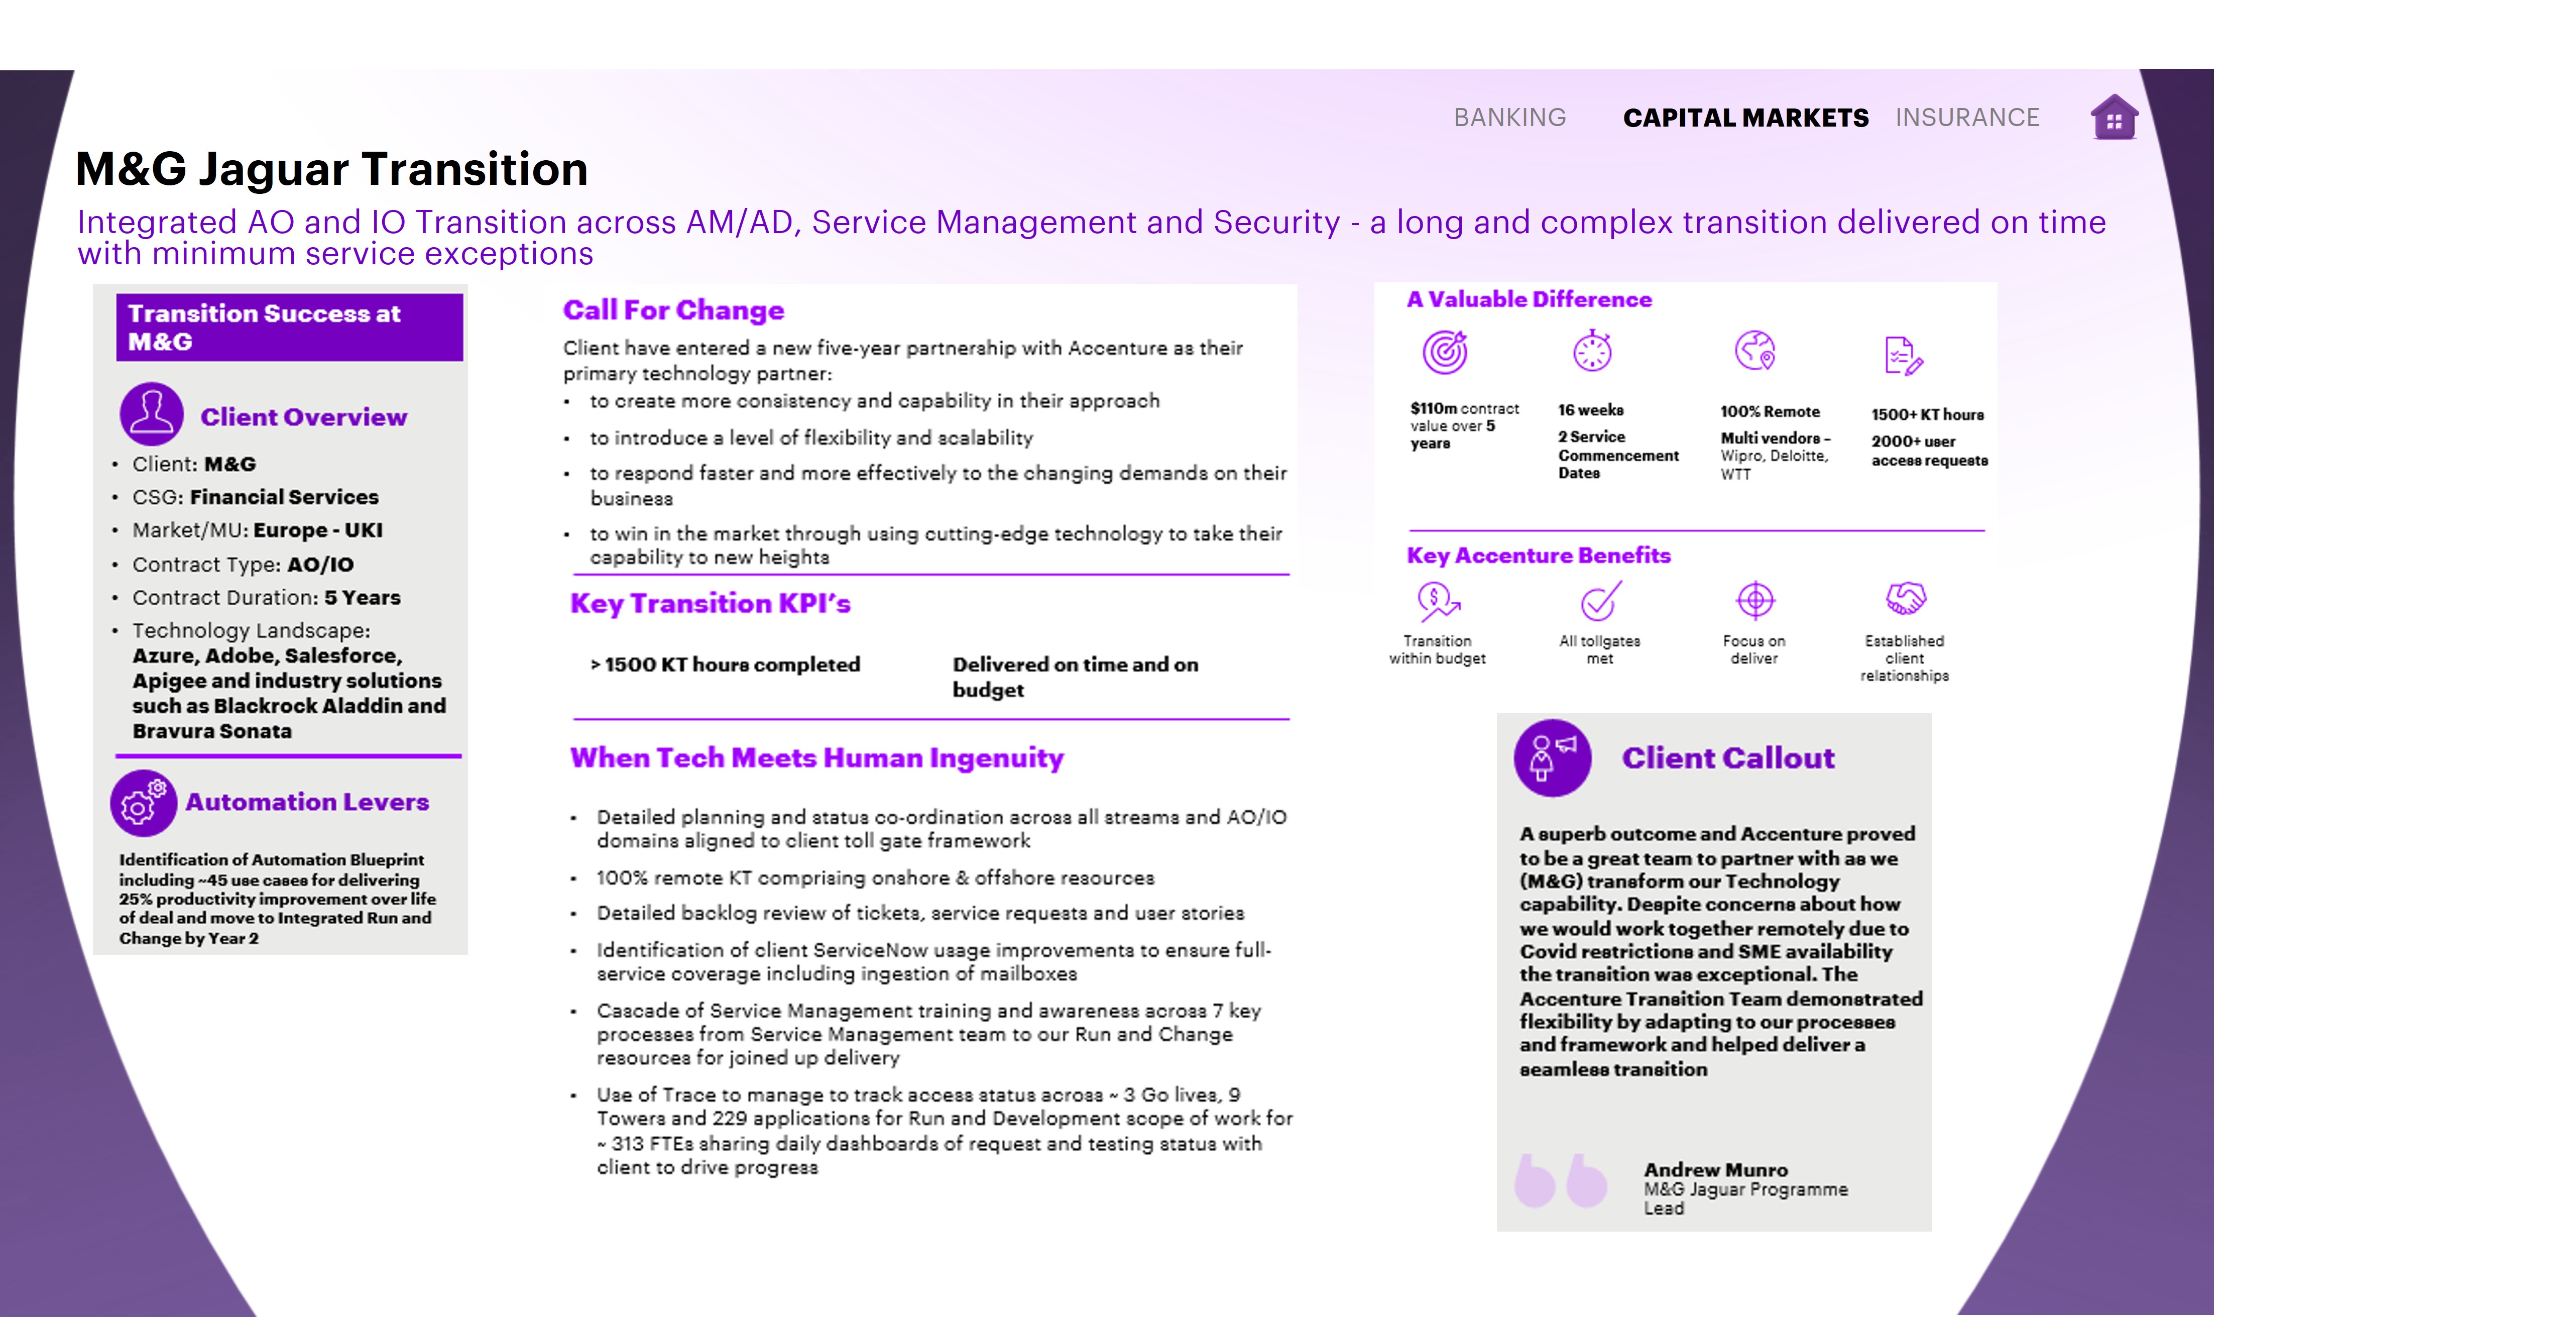 BANKING CAPITAL MARKETS INSURANCE
M&G Jaguar Transition
Integrated AO and IO Transition across AM/AD, Service Management and Security - a long and complex transition delivered on time
with minimum service exceptions
Transition Success at
M&G
Client Overview
• Client: M&G
• CSG: Financial Services
• Market/MU: Europe - UKI
• Contract Type: AO/IO
• Contract Duration: 5 Years
• Technology Landscape:
Azure, Adobe, Salesforce,
Apigee and industry solutions
such as Blackrock Aladdin and
Bravura Sonata
Automation Levers
Identification of Automation Blueprint
including ~45 use cases for delivering
25% productivity improvement over life
of deal and move to Integrated Run and
Change by Year 2
Call For Change
Client have entered a new five-year partnership with Accenture as their
primary technology partner:
• to create more consistency and capability in their approach
• to introduce a level of flexibility and scalability
• to respond faster and more effectively to the changing demands on their
business
• to win in the market through using cutting-edge technology to take their
capability to new heights
Key Transition KPI's
> 1500 KT hours completed
Delivered on time and on
budget
When Tech Meets Human Ingenuity
• Detailed planning and status co-ordination across all streams and AO/IO
domains aligned to client toll gate framework
• 100% remote KT comprising onshore & offshore resources
• Detailed backlog review of tickets, service requests and user stories
• Identification of client ServiceNow usage improvements to ensure full-
service coverage including ingestion of mailboxes
• Cascade of Service Management training and awareness across 7 key
processes from Service Management team to our Run and Change
resources for joined up delivery
• Use of Trace to manage to track access status across ~ 3 Go lives, 9
Towers and 229 applications for Run and Development scope of work for
~ 313 FTEs sharing daily dashboards of request and testing status with
client to drive progress
A Valuable Difference
$110m contract
value over 5
years
16 weeks
2 Service
Commencement
Dates
100% Remote
Multi vendors –
Wipro, Deloitte,
WTT
1500+ KT hours
2000+ user
access requests
Key Accenture Benefits
Transition
within budget
All tollgates
met
Focus on
deliver
Established
client
relationships
Client Callout
A superb outcome and Accenture proved
to be a great team to partner with as we
(M&G) transform our Technology
capability. Despite concerns about how
we would work together remotely due to
Covid restrictions and SME availability
the transition was exceptional. The
Accenture Transition Team demonstrated
flexibility by adapting to our processes
and framework and helped deliver a
seamless transition
Andrew Munro
M&G Jaguar Programme
Lead